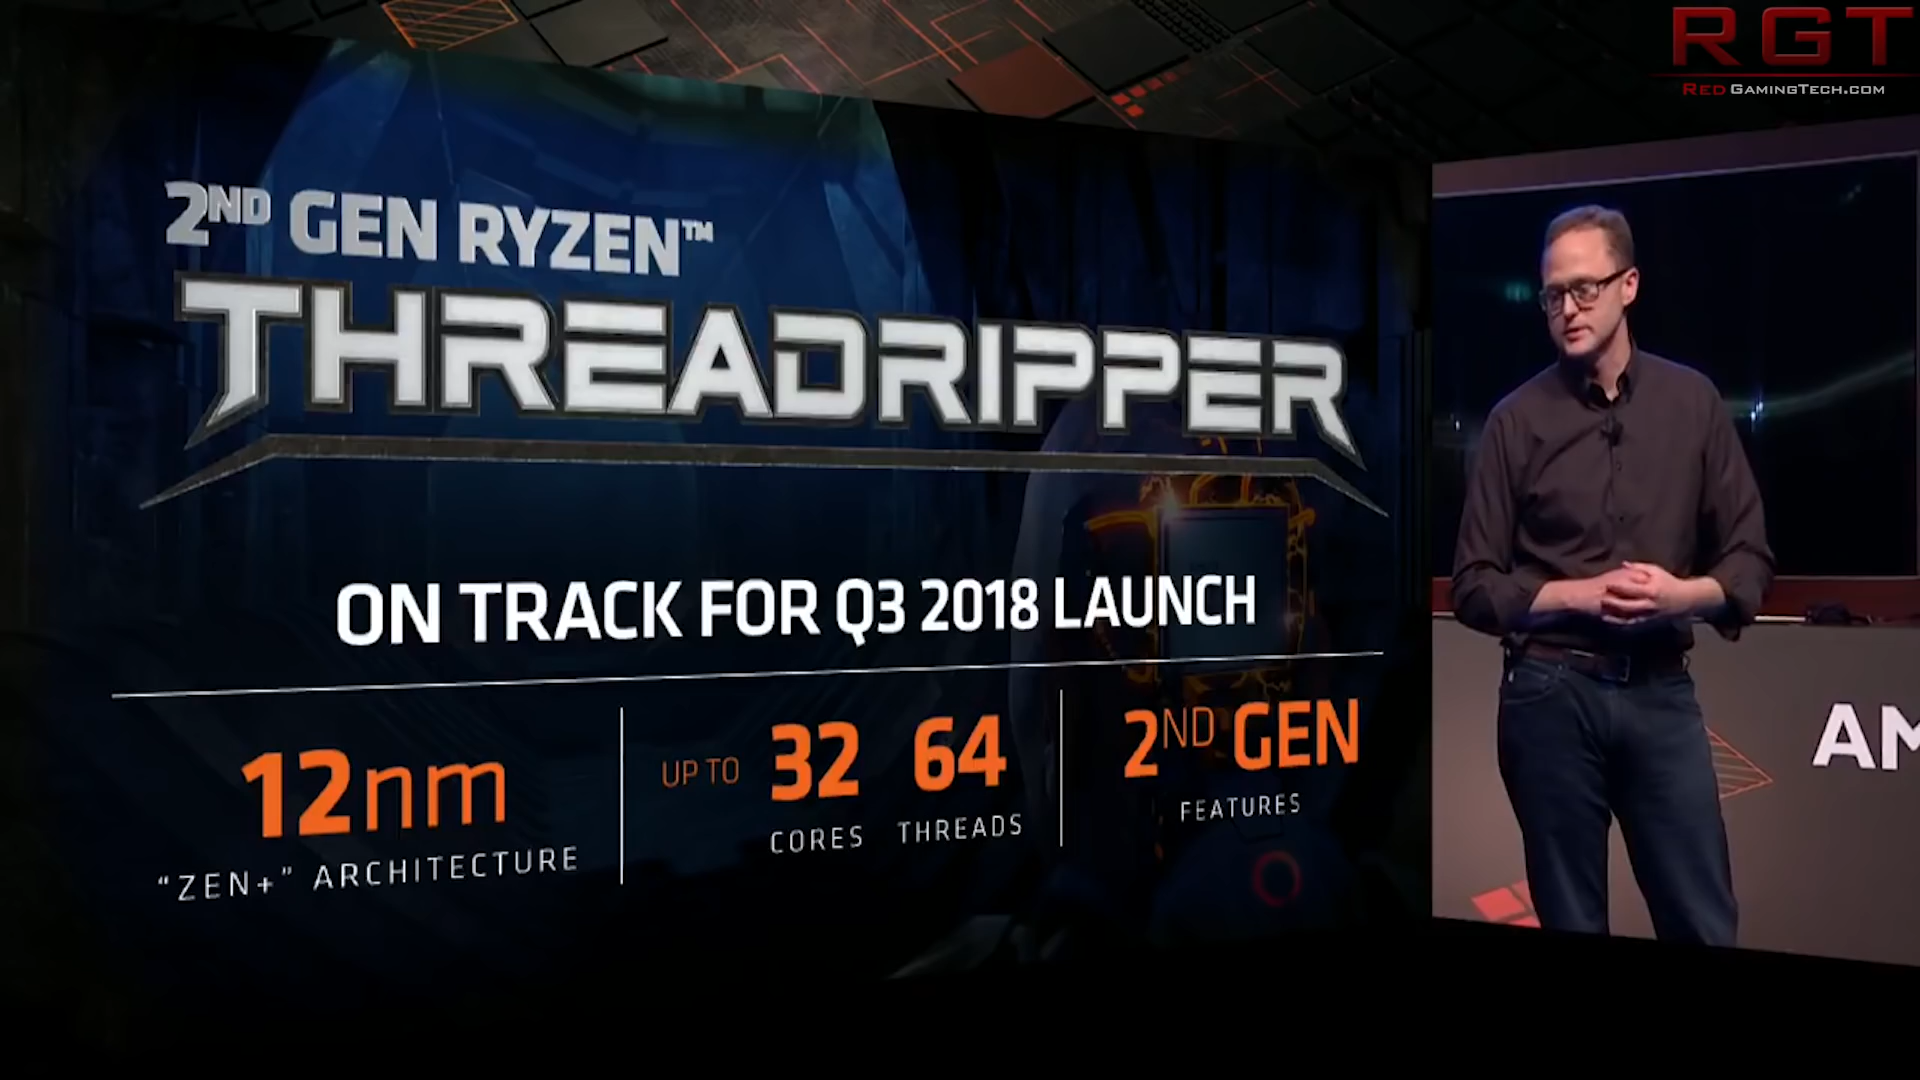 RGT
RED GAMINGTECH.COM
2ND GEN RYZEN™
THREADRIPPER
ON TRACK FOR Q3 2018 LAUNCH
12nm
“ZEN+” ARCHITECTURE
UP TO 32 64
CORES THREADS
2ND GEN
FEATURES
AM